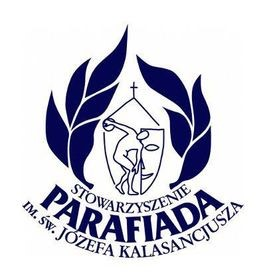 STOWARZYSZENIE
PARAFIADA
IM. ŚW. JÓZEFA KALASANCJUSZA